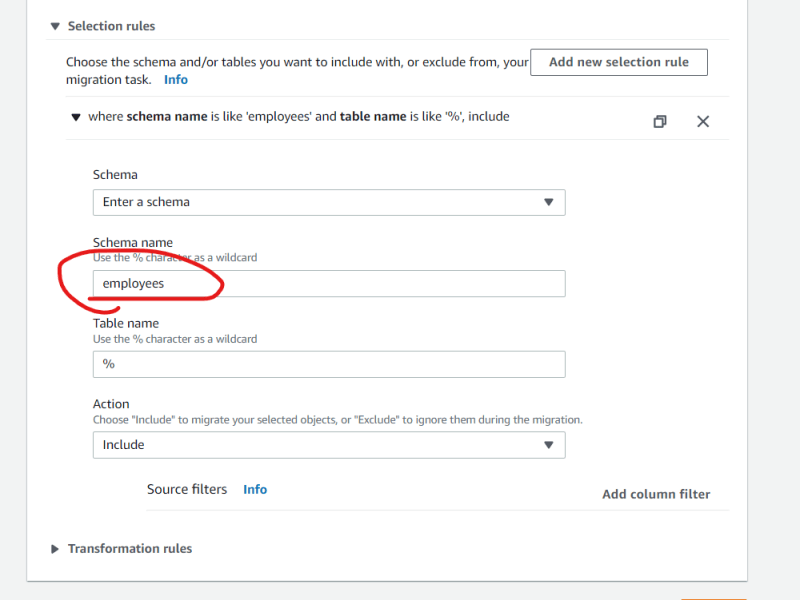 Selection rules
Choose the schema and/or tables you want to include with, or exclude from, your
migration task. Info
Add new selection rule
where schema name is like 'employees' and table name is like '%', include
Schema
Enter a schema
Schema name
Use the % character as a wildcard
employees
Table name
Use the % character as a wildcard
%
Action
Choose "Include" to migrate your selected objects, or "Exclude" to ignore them during the migration.
Include
Source filters Info
Add column filter
Transformation rules